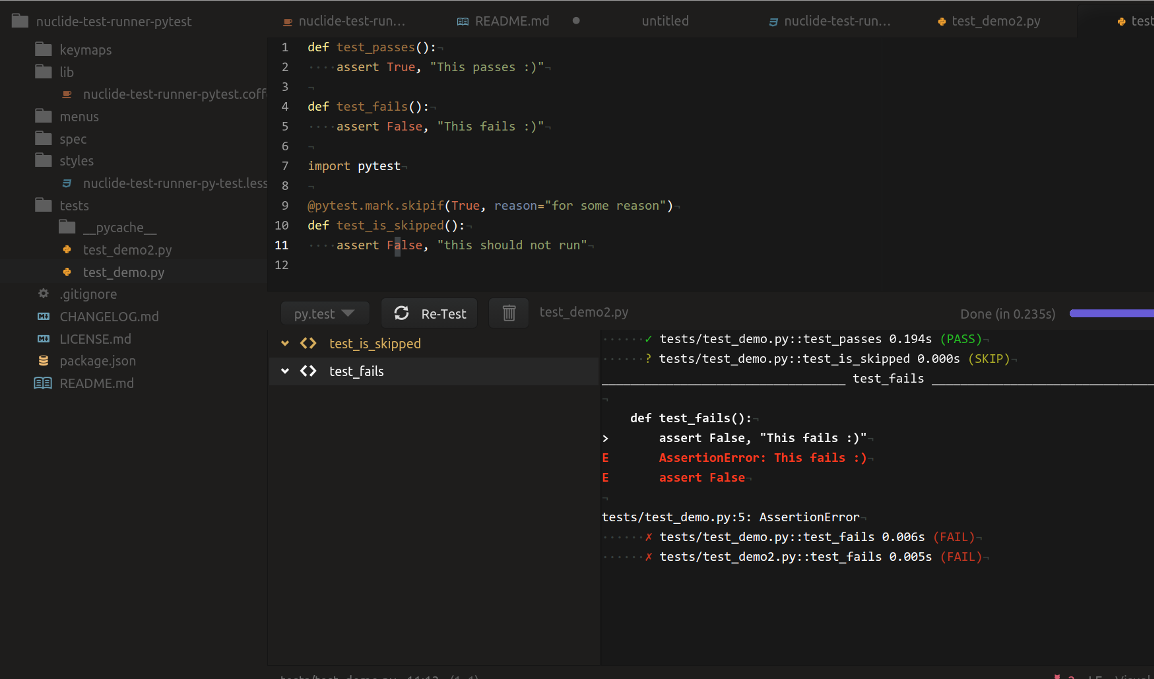 nuclide-test-runner-pytest
keymaps
lib
nuclide-test-runner-pytest.coff
menus
spec
styles
nuclide-test-runner-py-test.less
tests
__pycache__
test_demo2.py
test_demo.py
.gitignore
CHANGELOG.md
LICENSE.md
package.json
README.md
nuclide-test-run... README.md untitled nuclide-test-run... test_demo2.py test
1 def test_passes():¬
2 ····assert True, "This passes :)"¬
3 ¬
4 def test_fails():¬
5 ····assert False, "This fails :)"¬
6 ¬
7 import pytest¬
8 ¬
9 @pytest.mark.skipif(True, reason="for some reason")¬
10 def test_is_skipped():¬
11 ····assert False, "this should not run"¬
12
py.test Re-Test test_demo2.py Done (in 0.235s)
test_is_skipped
test_fails
······✓ tests/test_demo.py::test_passes 0.194s (PASS)¬
······? tests/test_demo.py::test_is_skipped 0.000s (SKIP)¬
__________________________________ test_fails _______________________________
¬
def test_fails():¬
> assert False, "This fails :)"¬
E AssertionError: This fails :)¬
E assert False¬
¬
tests/test_demo.py:5: AssertionError¬
······✗ tests/test_demo.py::test_fails 0.006s (FAIL)¬
······✗ tests/test_demo2.py::test_fails 0.005s (FAIL)¬